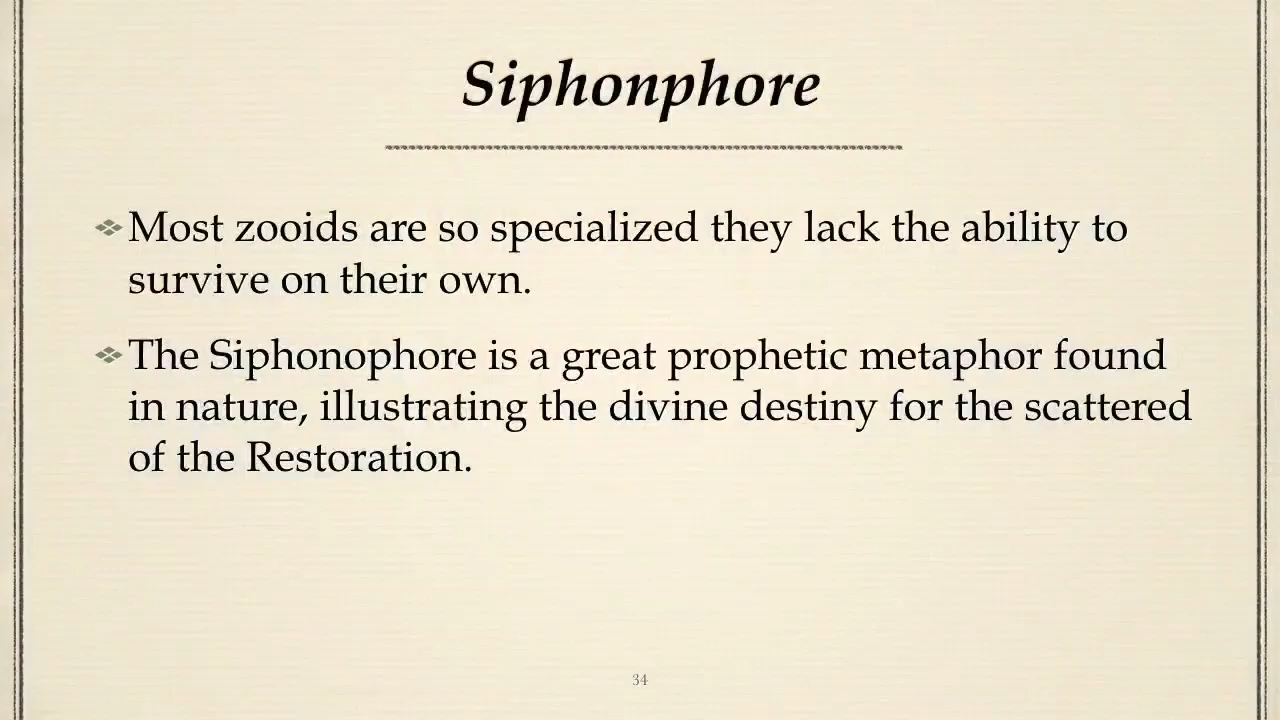 Siphonphore
Most zooids are so specialized they lack the ability to
survive on their own.
The Siphonophore is a great prophetic metaphor found
in nature, illustrating the divine destiny for the scattered
of the Restoration.
34